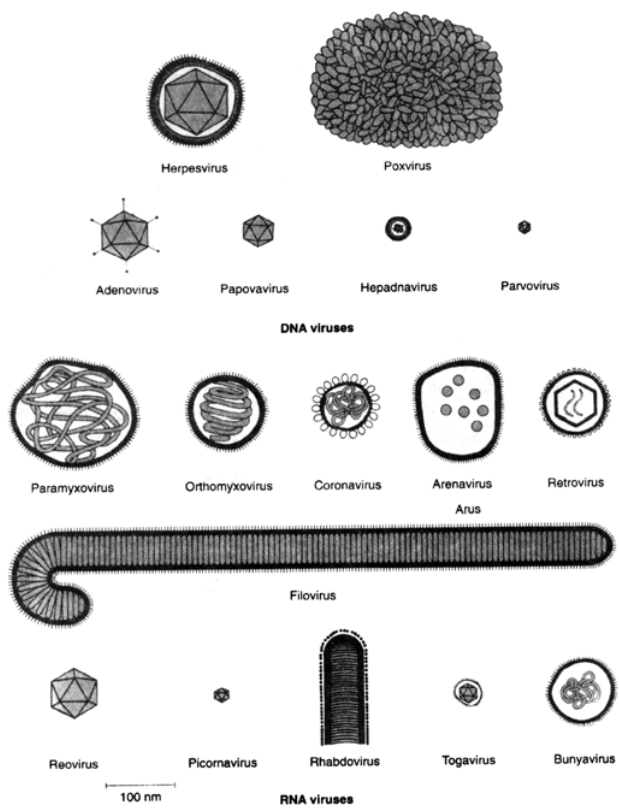 Herpesvirus Poxvirus
Adenovirus Papovavirus Hepadnavirus Parvovirus
DNA viruses
Paramyxovirus Orthomyxovirus Coronavirus Arenavirus Retrovirus
Arus
Filovirus
Reovirus Picornavirus Rhabdovirus Togavirus Bunyavirus
100 nm
RNA viruses